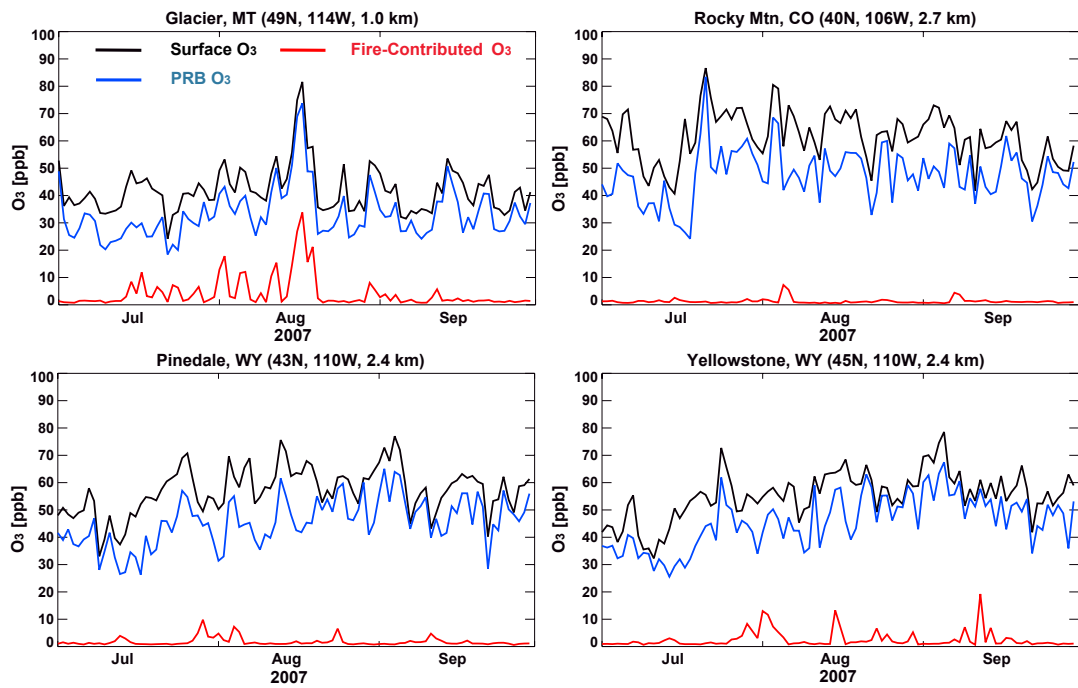 Glacier, MT (49N, 114W, 1.0 km)
100
90
80
70
60
50
40
30
20
10
0
O3 [ppb]
Surface O3
Fire-Contributed O3
PRB O3
Jul
Aug
Sep
2007
Rocky Mtn, CO (40N, 106W, 2.7 km)
100
90
80
70
60
50
40
30
20
10
0
O3 [ppb]
Jul
Aug
Sep
2007
Pinedale, WY (43N, 110W, 2.4 km)
100
90
80
70
60
50
40
30
20
10
0
O3 [ppb]
Jul
Aug
Sep
2007
Yellowstone, WY (45N, 110W, 2.4 km)
100
90
80
70
60
50
40
30
20
10
0
O3 [ppb]
Jul
Aug
Sep
2007